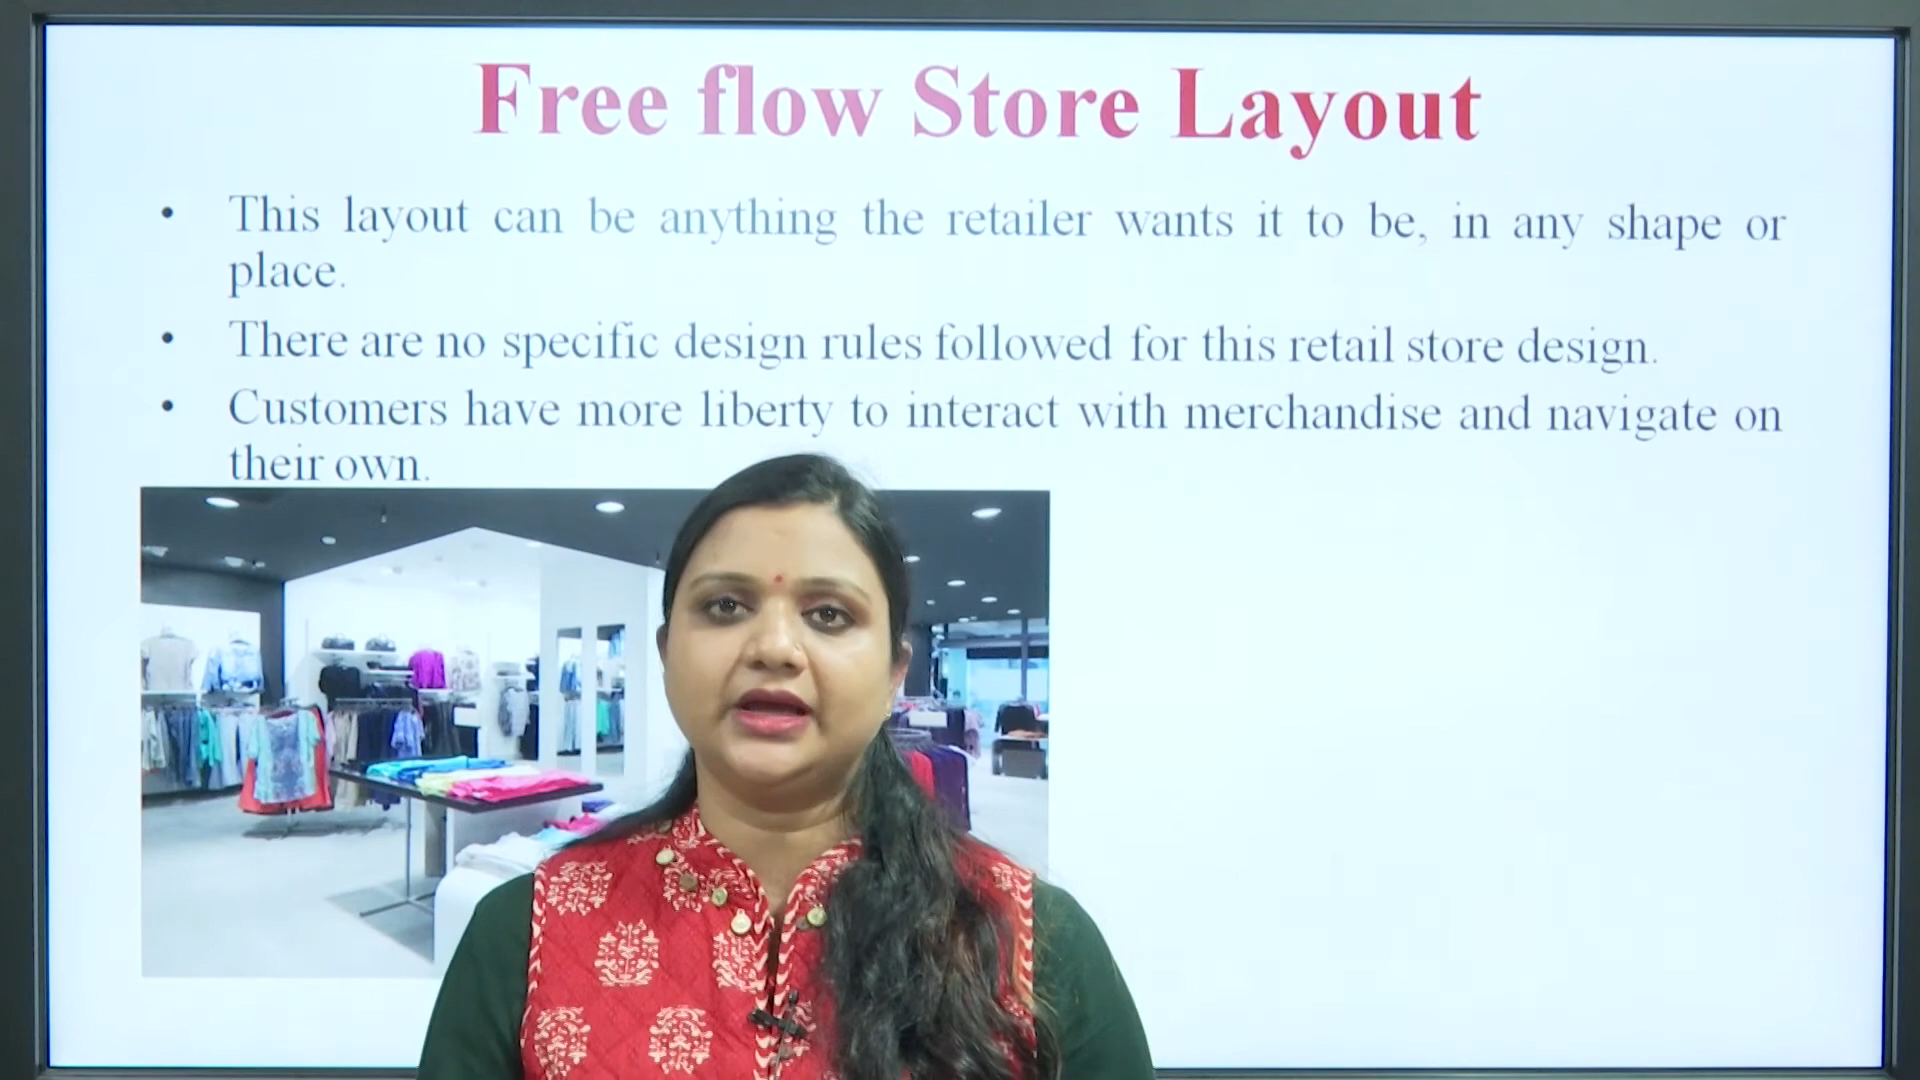 Free flow Store Layout
• This layout can be anything the retailer wants it to be, in any shape or
place.
• There are no specific design rules followed for this retail store design.
• Customers have more liberty to interact with merchandise and navigate on
their own.